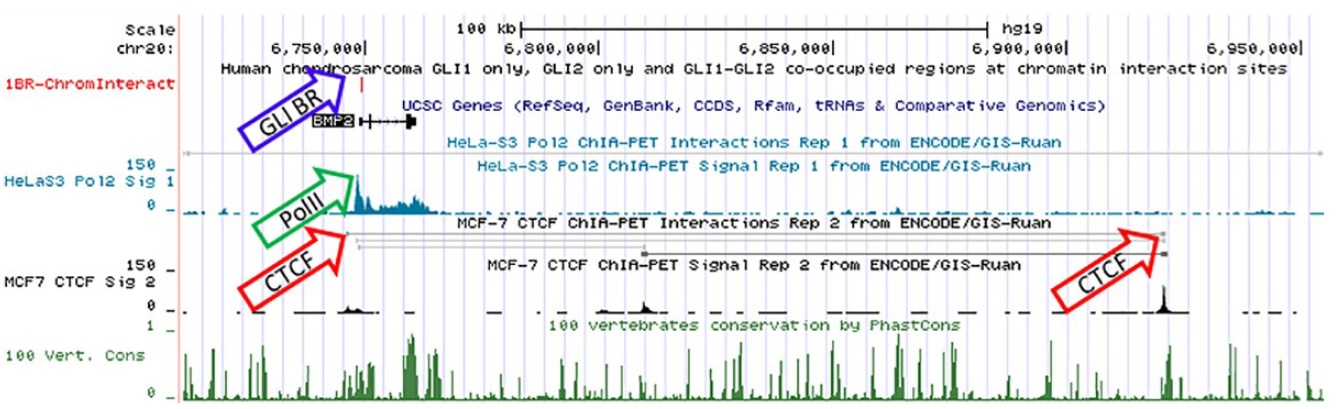 Scale 100 kb hg19
chr20: 6,750,000 6,800,000 6,850,000 6,900,000 6,950,000
Human chondrosarcoma GLI1 only, GLI2 only and GLI1-GLI2 co-occupied regions at chromatin interaction sites
1BR-ChromInteract
GLI BR
UCSC Genes (RefSeq, GenBank, CCDS, Rfam, tRNAs & Comparative Genomics)
BMP2
HeLa-S3 Pol2 ChIA-PET Interactions Rep 1 from ENCODE/GIS-Ruan
150 HeLa-S3 Pol2 ChIA-PET Signal Rep 1 from ENCODE/GIS-Ruan
HeLaS3 Pol2 Sig 1
PolII
0
MCF-7 CTCF ChIA-PET Interactions Rep 2 from ENCODE/GIS-Ruan
CTCF CTCF
150 MCF-7 CTCF ChIA-PET Signal Rep 2 from ENCODE/GIS-Ruan
MCF7 CTCF Sig 2
0
1 100 vertebrates conservation by PhastCons
100 Vert. Cons
0